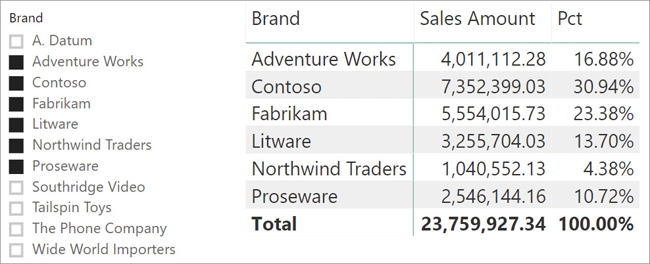 Brand
A. Datum
Adventure Works
Contoso
Fabrikam
Litware
Northwind Traders
Proseware
Southridge Video
Tailspin Toys
The Phone Company
Wide World Importers
Brand Sales Amount Pct
Adventure Works 4,011,112.28 16.88%
Contoso 7,352,399.03 30.94%
Fabrikam 5,554,015.73 23.38%
Litware 3,255,704.03 13.70%
Northwind Traders 1,040,552.13 4.38%
Proseware 2,546,144.16 10.72%
Total 23,759,927.34 100.00%